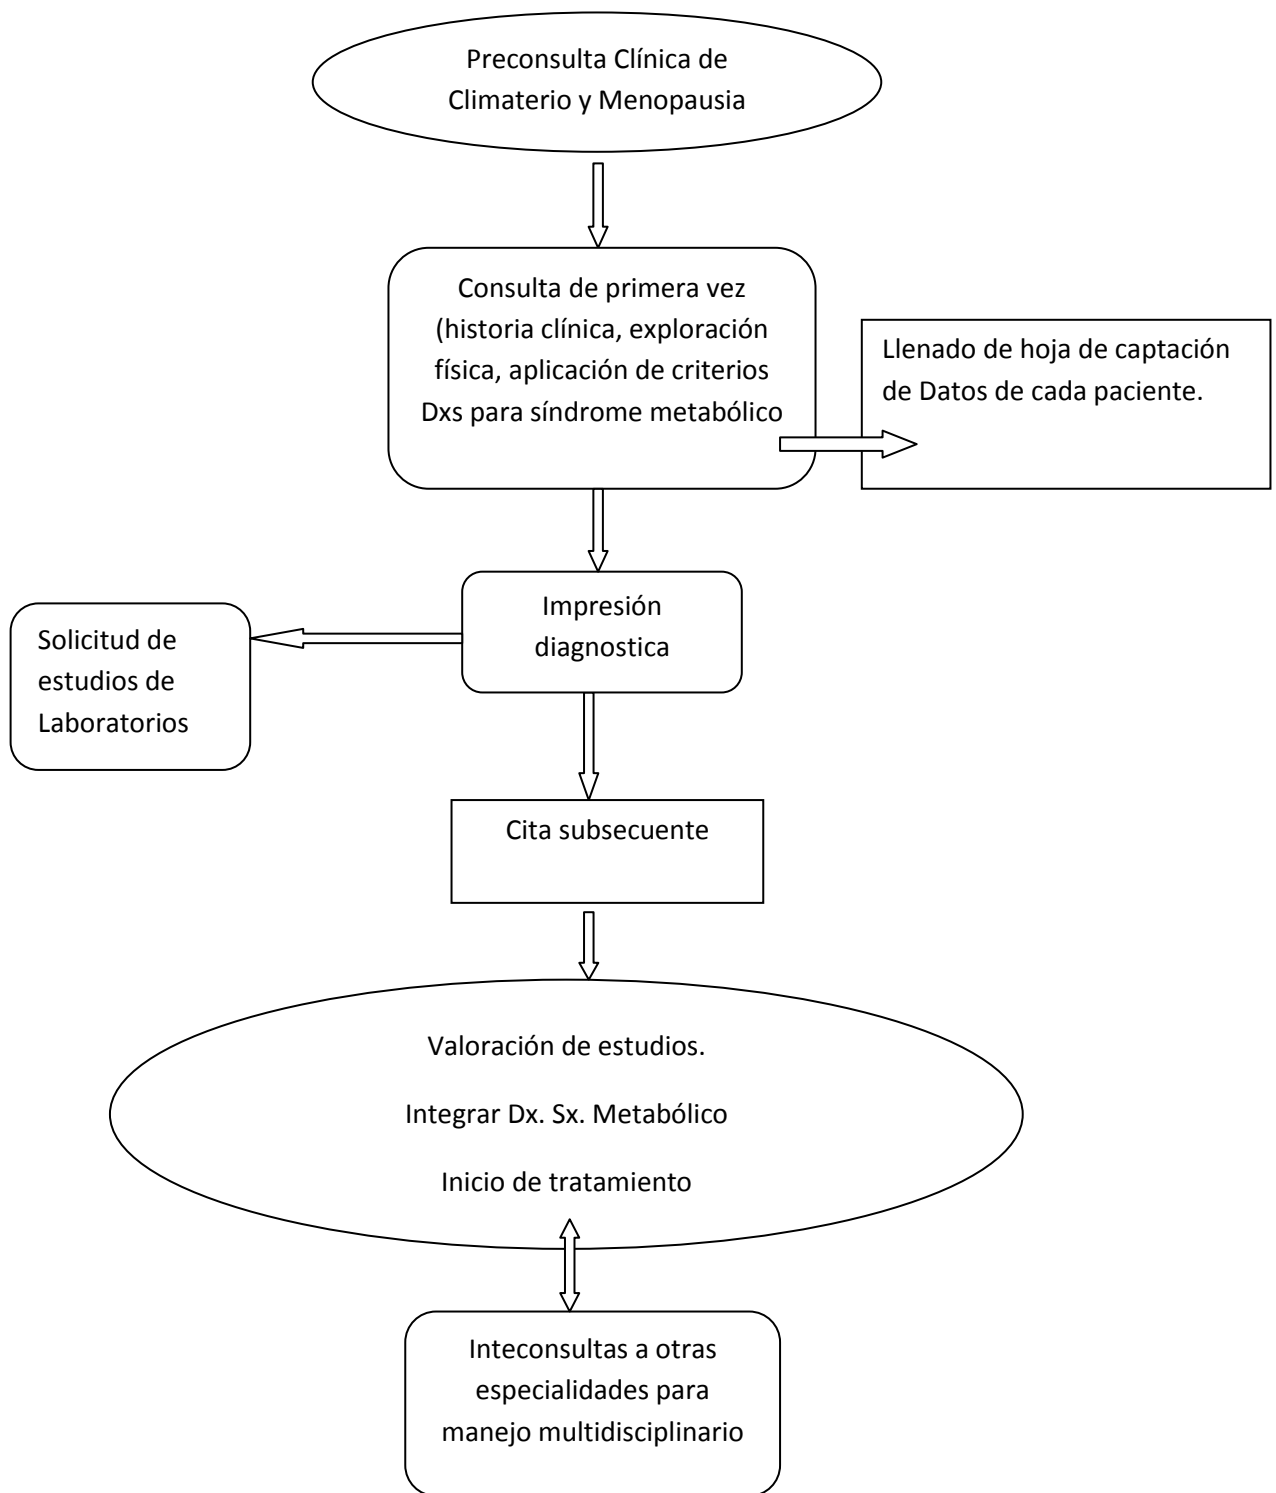 Preconsulta Clínica de
Climaterio y Menopausia
Consulta de primera vez
(historia clínica, exploración
física, aplicación de criterios
Dxs para síndrome metabólico
Llenado de hoja de captación
de Datos de cada paciente.
Impresión
diagnostica
Solicitud de
estudios de
Laboratorios
Cita subsecuente
Valoración de estudios.
Integrar Dx. Sx. Metabólico
Inicio de tratamiento
Inteconsultas a otras
especialidades para
manejo multidisciplinario